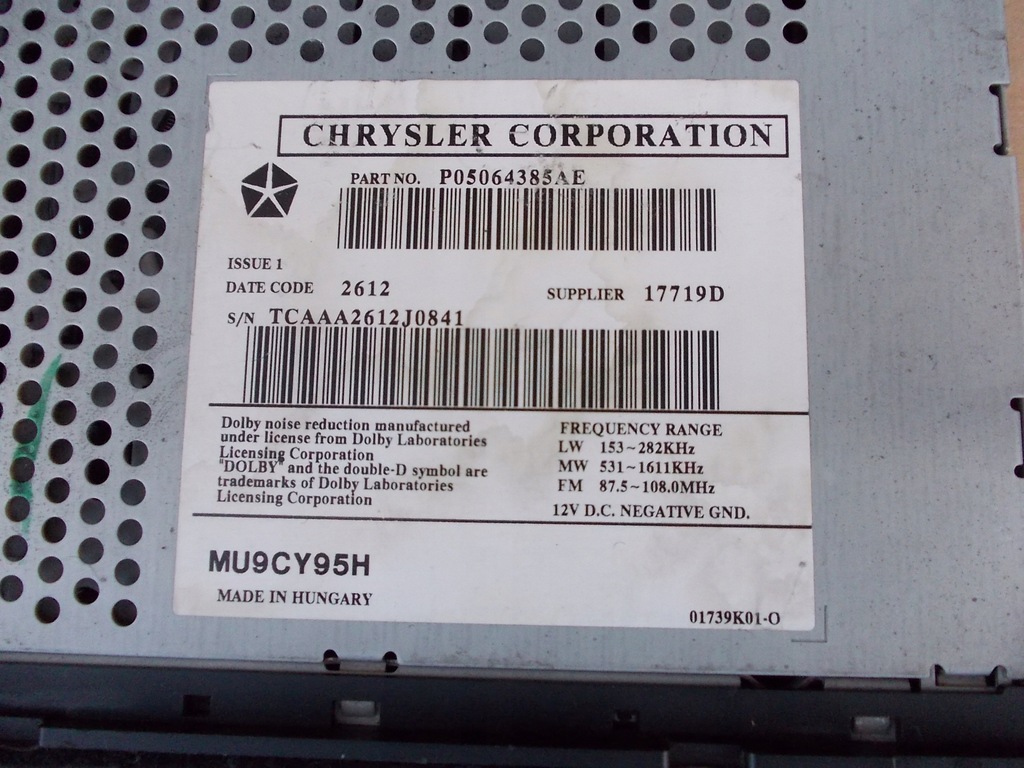 CHRYSLER CORPORATION
PART NO. P05064385AE
ISSUE 1
DATE CODE 2612
SUPPLIER 17719D
S/N TCAAA2612J0841
Dolby noise reduction manufactured
under license from Dolby Laboratories
Licensing Corporation
"DOLBY" and the double-D symbol are
trademarks of Dolby Laboratories
Licensing Corporation
FREQUENCY RANGE
LW 153~282KHz
MW 531~1611KHz
FM 87.5~108.0MHz
12V D.C. NEGATIVE GND.
MU9CY95H
MADE IN HUNGARY
01739K01-O